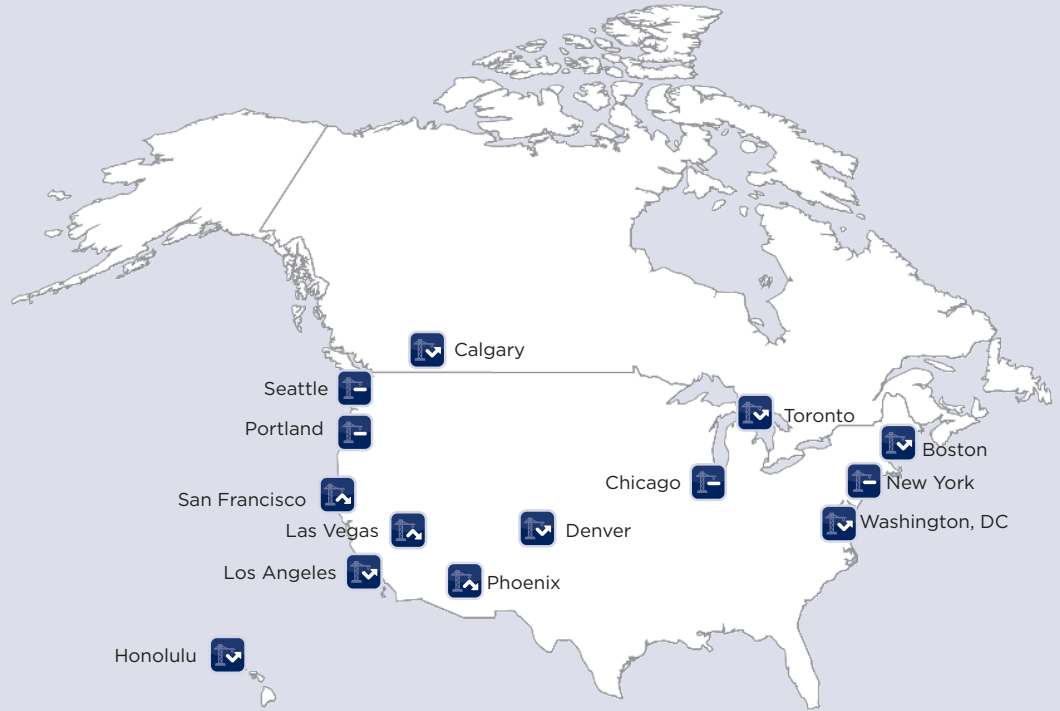 Calgary
Seattle
Toronto
Portland
Boston
Chicago
New York
San Francisco
Washington, DC
Las Vegas
Denver
Los Angeles
Phoenix
Honolulu